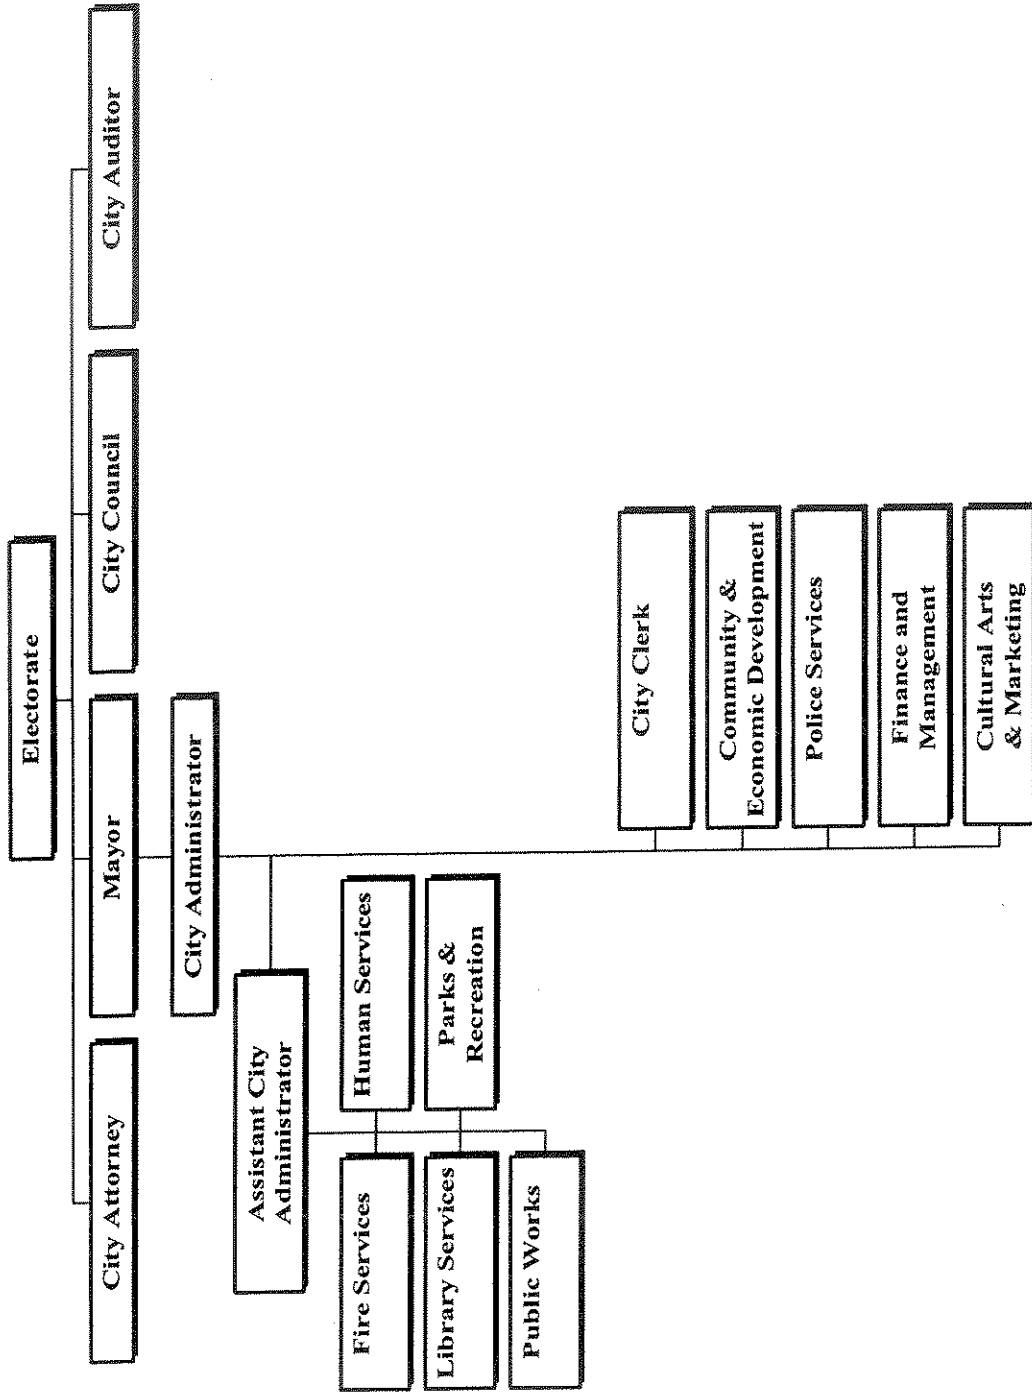 Electorate
City Attorney
Mayor
City Council
City Auditor
City Administrator
Assistant City
Administrator
Fire Services
Human Services
Library Services
Parks &
Recreation
Public Works
City Clerk
Community &
Economic Development
Police Services
Finance and
Management
Cultural Arts
& Marketing